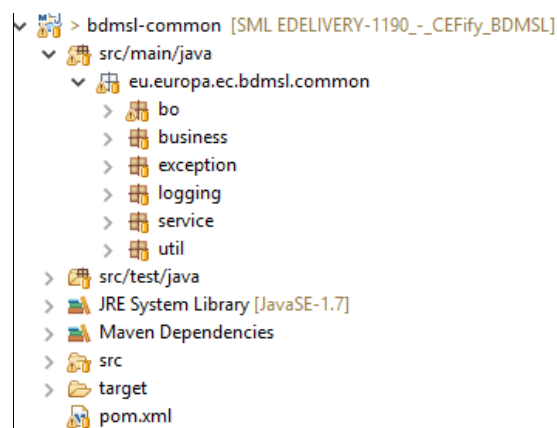 > bdmsl-common [SML EDELIVERY-1190_-_CEFify_BDMSL]
src/main/java
eu.europa.ec.bdmsl.common
bo
business
exception
logging
service
util
src/test/java
JRE System Library [JavaSE-1.7]
Maven Dependencies
src
target
pom.xml